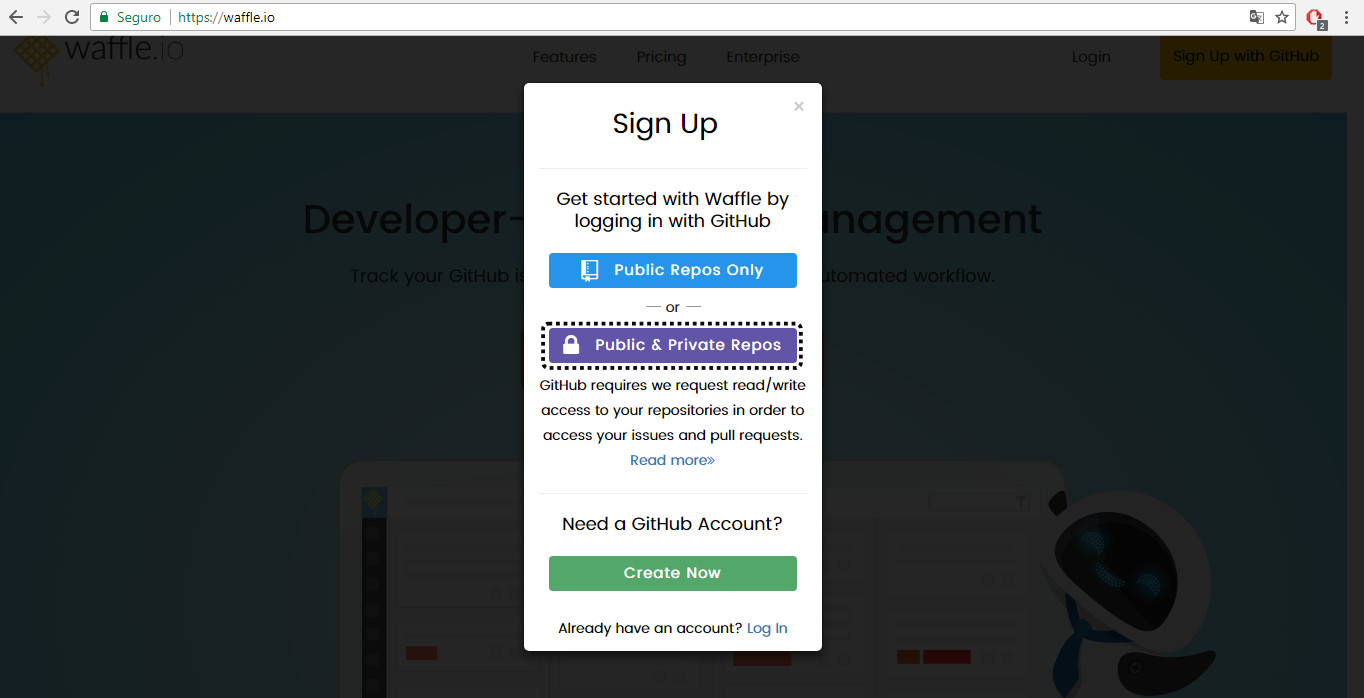 Seguro https://waffle.io
2
waffle.io
Features Pricing Enterprise Login Sign Up with GitHub
×
Sign Up
Get started with Waffle by
logging in with GitHub
Public Repos Only
or
Public & Private Repos
GitHub requires we request read/write
access to your repositories in order to
access your issues and pull requests.
Read more»
Need a GitHub Account?
Create Now
Already have an account? Log In
Developer- nagement
Track your GitHub is utomated workflow.